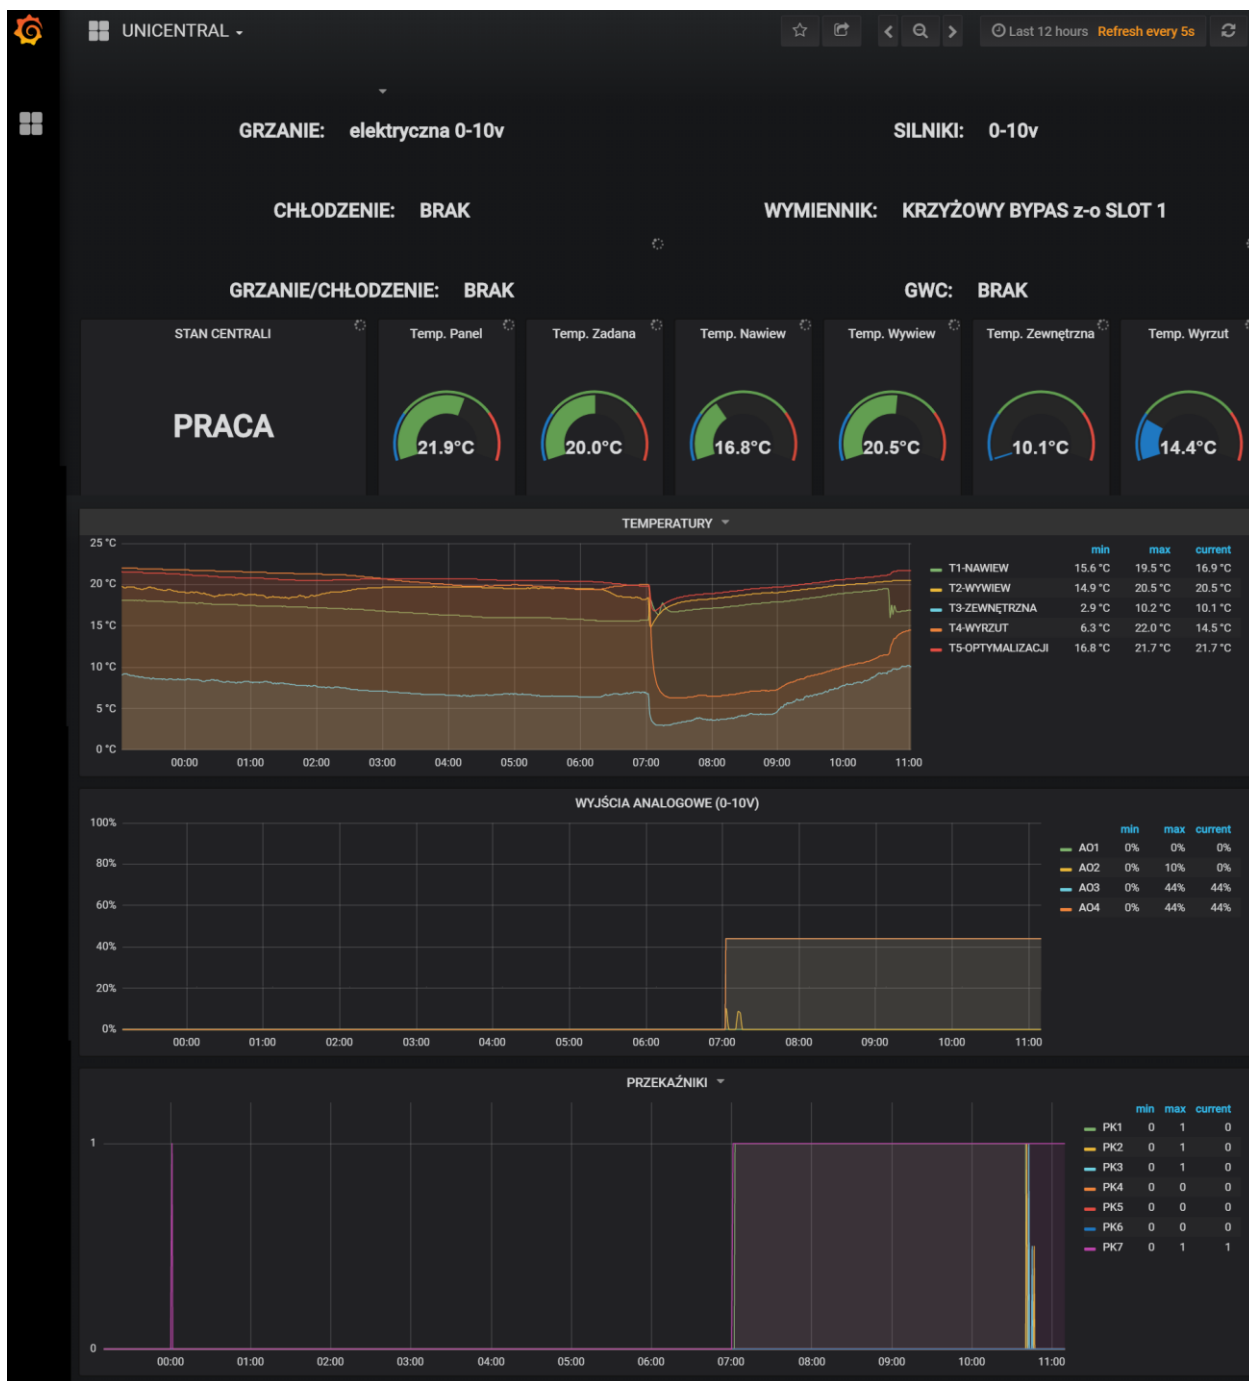 UNICENTRAL
Last 12 hours Refresh every 5s
GRZANIE: elektryczna 0-10v
SILNIKI: 0-10v
CHŁODZENIE: BRAK
WYMIENNIK: KRZYŻOWY BYPAS z-o SLOT 1
GRZANIE/CHŁODZENIE: BRAK
GWC: BRAK
STAN CENTRALI
PRACA
Temp. Panel
21.9°C
Temp. Zadana
20.0°C
Temp. Nawiew
16.8°C
Temp. Wywiew
20.5°C
Temp. Zewnętrzna
10.1°C
Temp. Wyrzut
14.4°C
TEMPERATURY
25 °C
20 °C
15 °C
10 °C
5 °C
0 °C
00:00 01:00 02:00 03:00 04:00 05:00 06:00 07:00 08:00 09:00 10:00 11:00
min max current
T1-NAWIEW 15.6 °C 19.5 °C 16.9 °C
T2-WYWIEW 14.9 °C 20.5 °C 20.5 °C
T3-ZEWNĘTRZNA 2.9 °C 10.2 °C 10.1 °C
T4-WYRZUT 6.3 °C 22.0 °C 14.5 °C
T5-OPTYMALIZACJI 16.8 °C 21.7 °C 21.7 °C
WYJŚCIA ANALOGOWE (0-10V)
100%
80%
60%
40%
20%
0%
00:00 01:00 02:00 03:00 04:00 05:00 06:00 07:00 08:00 09:00 10:00 11:00
min max current
AO1 0% 0% 0%
AO2 0% 10% 0%
AO3 0% 44% 44%
AO4 0% 44% 44%
PRZEKAŹNIKI
1
0
00:00 01:00 02:00 03:00 04:00 05:00 06:00 07:00 08:00 09:00 10:00 11:00
min max current
PK1 0 1 0
PK2 0 1 0
PK3 0 1 0
PK4 0 0 0
PK5 0 0 0
PK6 0 0 0
PK7 0 1 1